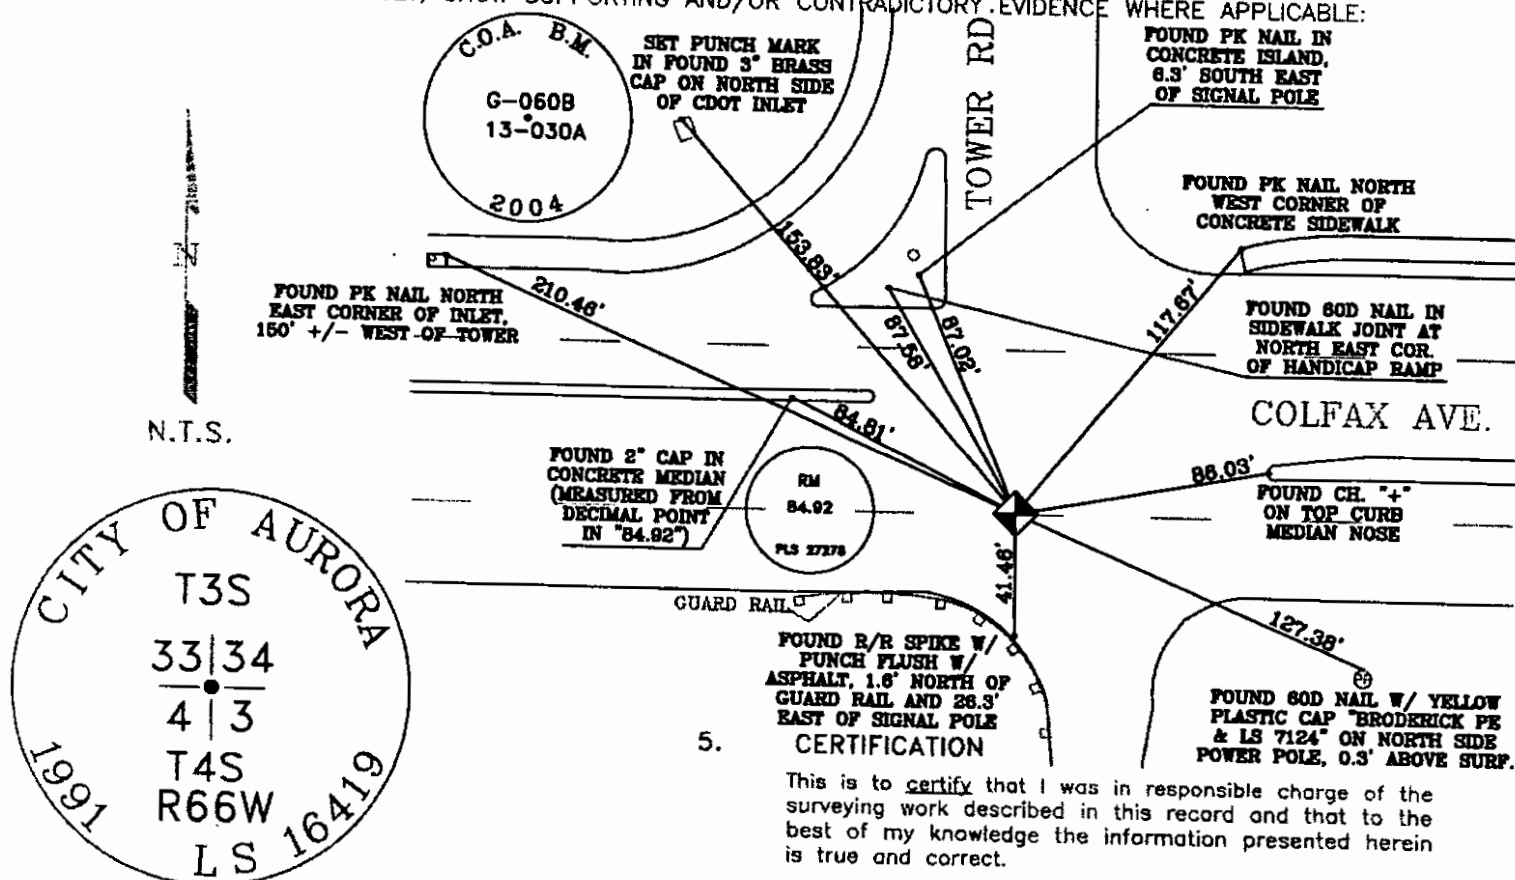 SHOW SUPPORTING AND/OR CONTRADICTORY EVIDENCE WHERE APPLICABLE:
C.O.A. B.M.
G-060B
13-030A
2004
SET PUNCH MARK
IN FOUND 3" BRASS
CAP ON NORTH SIDE
OF CDOT INLET
TOWER RD
FOUND PK NAIL IN
CONCRETE ISLAND,
6.3' SOUTH EAST
OF SIGNAL POLE
FOUND PK NAIL NORTH
WEST CORNER OF
CONCRETE SIDEWALK
N
N.T.S.
FOUND PK NAIL NORTH
EAST CORNER OF INLET,
150' +/- WEST OF TOWER
210.46'
153.83'
87.56'
87.02'
117.67'
FOUND 60D NAIL IN
SIDEWALK JOINT AT
NORTH EAST COR.
OF HANDICAP RAMP
COLFAX AVE.
84.81'
FOUND 2" CAP IN
CONCRETE MEDIAN
(MEASURED FROM
DECIMAL POINT
IN "84.92")
RM
84.92
PLS 27278
86.03'
FOUND CH. "+"
ON TOP CURB
MEDIAN NOSE
41.46'
127.38'
GUARD RAIL
FOUND R/R SPIKE W/
PUNCH FLUSH W/
ASPHALT, 1.6' NORTH OF
GUARD RAIL AND 26.3'
EAST OF SIGNAL POLE
PP
FOUND 60D NAIL W/ YELLOW
PLASTIC CAP "BRODERICK PE
& LS 7124" ON NORTH SIDE
POWER POLE, 0.3' ABOVE SURF.
CITY OF AURORA
T3S
33|34
4|3
T4S
R66W
1991
LS 16419
5. CERTIFICATION
This is to certify that I was in responsible charge of the
surveying work described in this record and that to the
best of my knowledge the information presented herein
is true and correct.